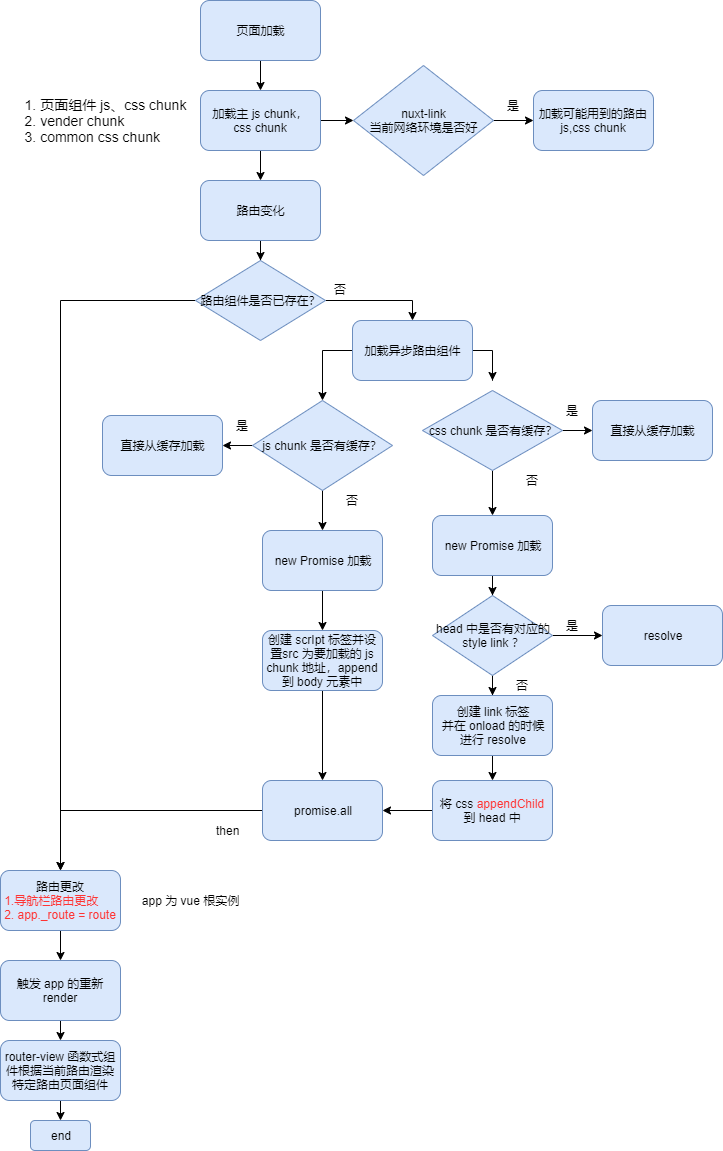 页面加载
1. 页面组件 js、css chunk
2. vender chunk
3. common css chunk
加载主 js chunk，
css chunk
nuxt-link
当前网络环境是否好
是
加载可能用到的路由
js,css chunk
路由变化
路由组件是否已存在？
否
加载异步路由组件
直接从缓存加载
是
js chunk 是否有缓存？
否
css chunk 是否有缓存？
是
直接从缓存加载
否
new Promise 加载
new Promise 加载
创建 script 标签并设
置src 为要加载的 js
chunk 地址，append
到 body 元素中
head 中是否有对应的
style link ？
是
resolve
否
创建 link 标签
并在 onload 的时候
进行 resolve
将 css appendChild
到 head 中
promise.all
then
路由更改
1.导航栏路由更改
2. app._route = route
app 为 vue 根实例
触发 app 的重新
render
router-view 函数式组
件根据当前路由渲染
特定路由页面组件
end